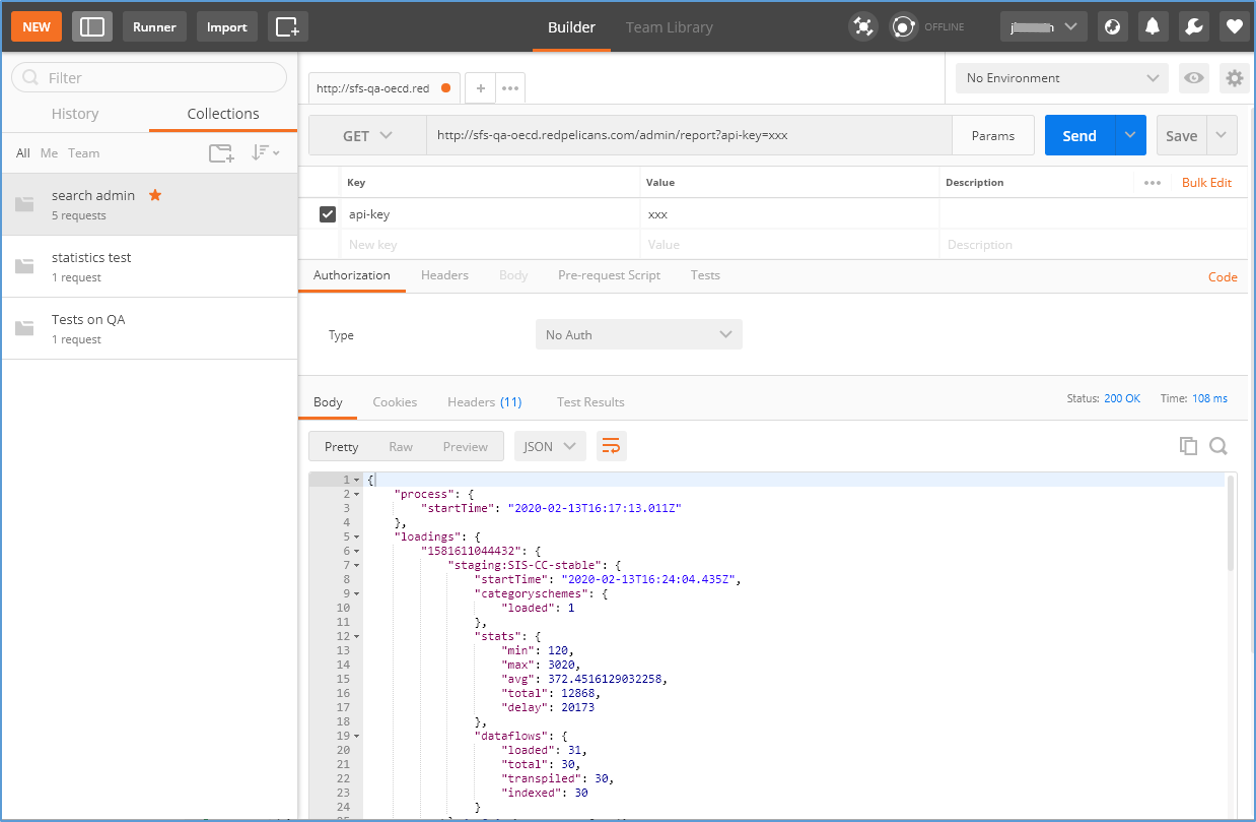 NEW Runner Import Builder Team Library OFFLINE
Filter
History Collections
All Me Team
search admin
5 requests
statistics test
1 request
Tests on QA
1 request
http://sfs-qa-oecd.red + ••• No Environment
GET http://sfs-qa-oecd.redpelicans.com/admin/report?api-key=xxx Params Send Save
Key Value Description ••• Bulk Edit
api-key xxx
New key Value Description
Authorization Headers Body Pre-request Script Tests Code
Type No Auth
Body Cookies Headers (11) Test Results Status: 200 OK Time: 108 ms
Pretty Raw Preview JSON
1 {
2 "process": {
3 "startTime": "2020-02-13T16:17:13.011Z"
4 },
5 "loadings": {
6 "1581611044432": {
7 "staging:SIS-CC-stable": {
8 "startTime": "2020-02-13T16:24:04.435Z",
9 "categoryschemes": {
10 "loaded": 1
11 },
12 "stats": {
13 "min": 120,
14 "max": 3020,
15 "avg": 372.4516129032258,
16 "total": 12868,
17 "delay": 20173
18 },
19 "dataflows": {
20 "loaded": 31,
21 "total": 30,
22 "transpiled": 30,
23 "indexed": 30
24 }